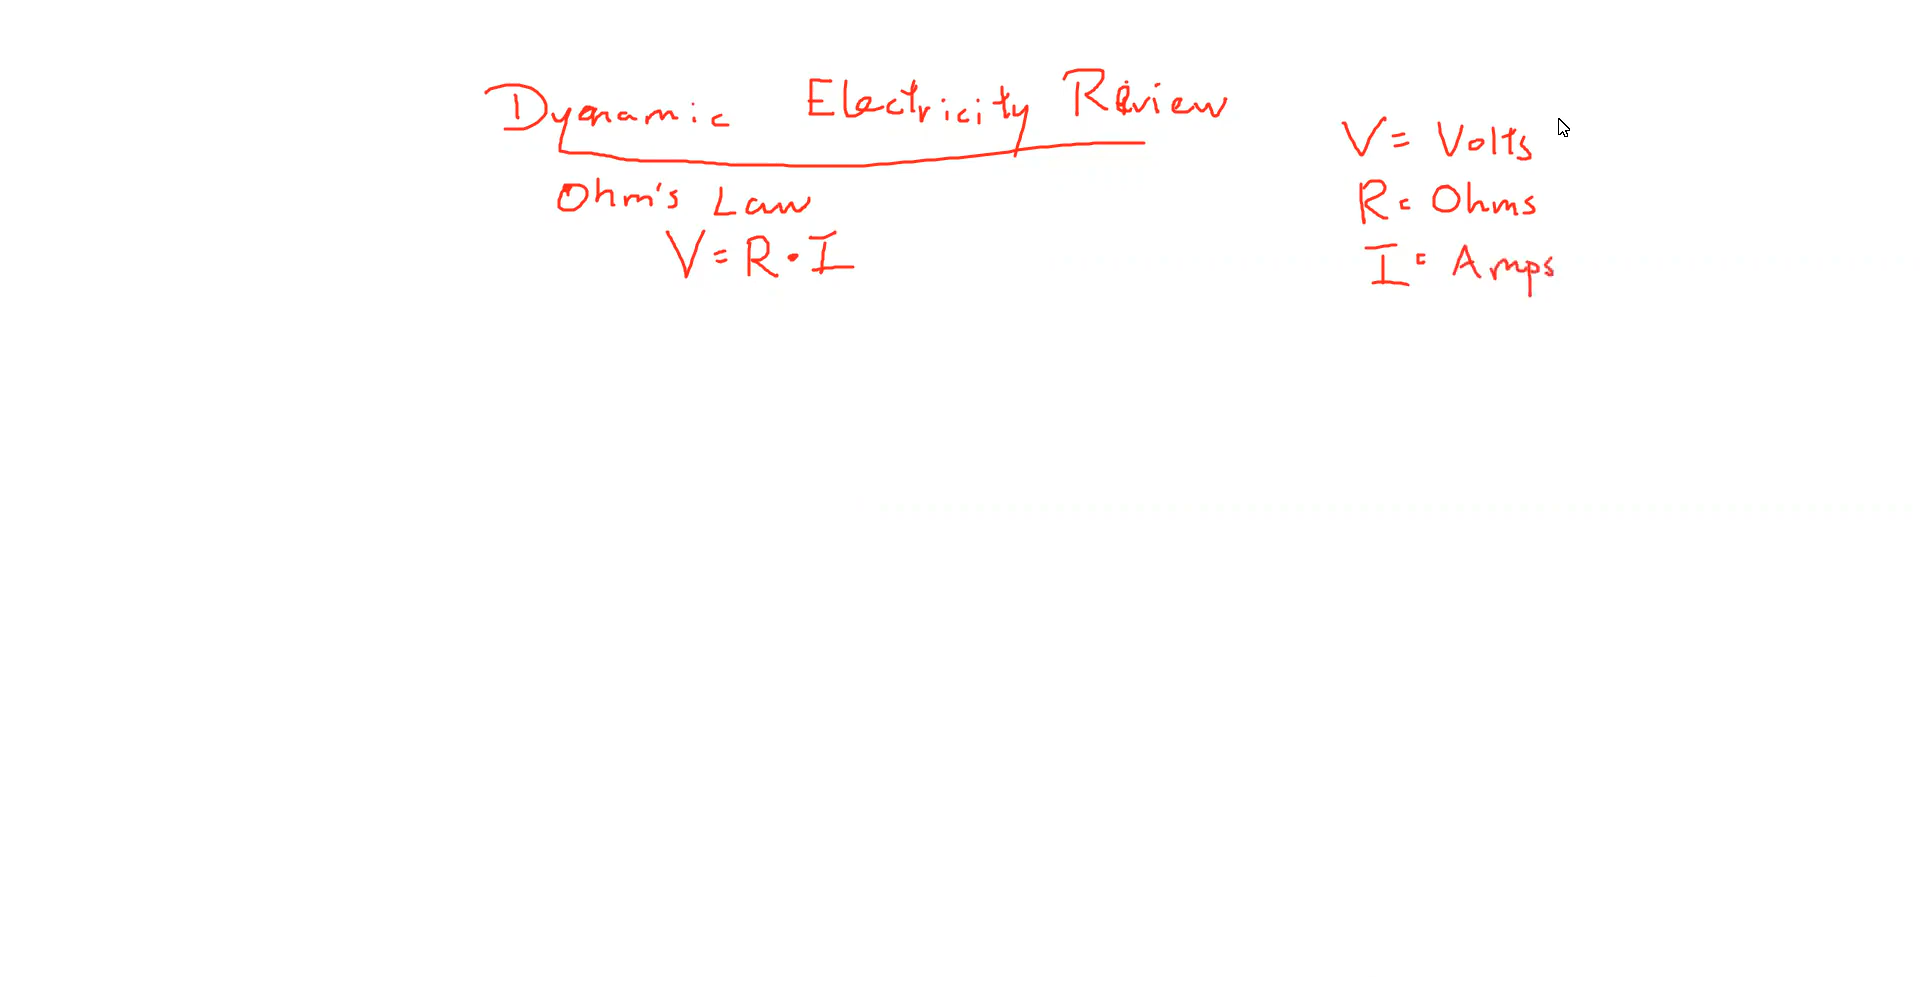 Dynamic Electricity Review
Ohm's Law
V = R · I
V = Volts
R = Ohms
I = Amps